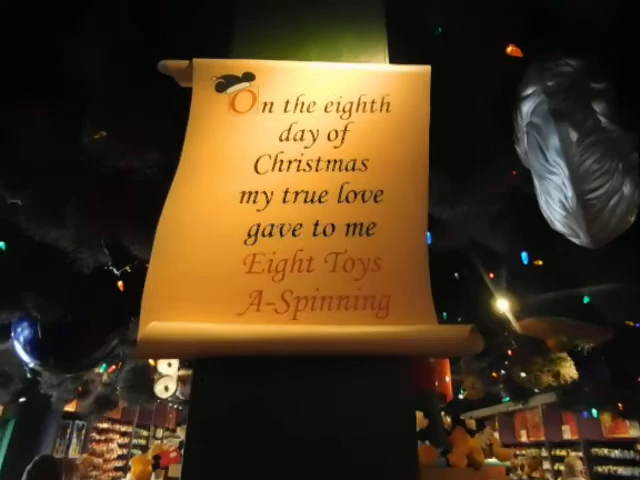 On the eighth
day of
Christmas
my true love
gave to me
Eight Toys
A-Spinning